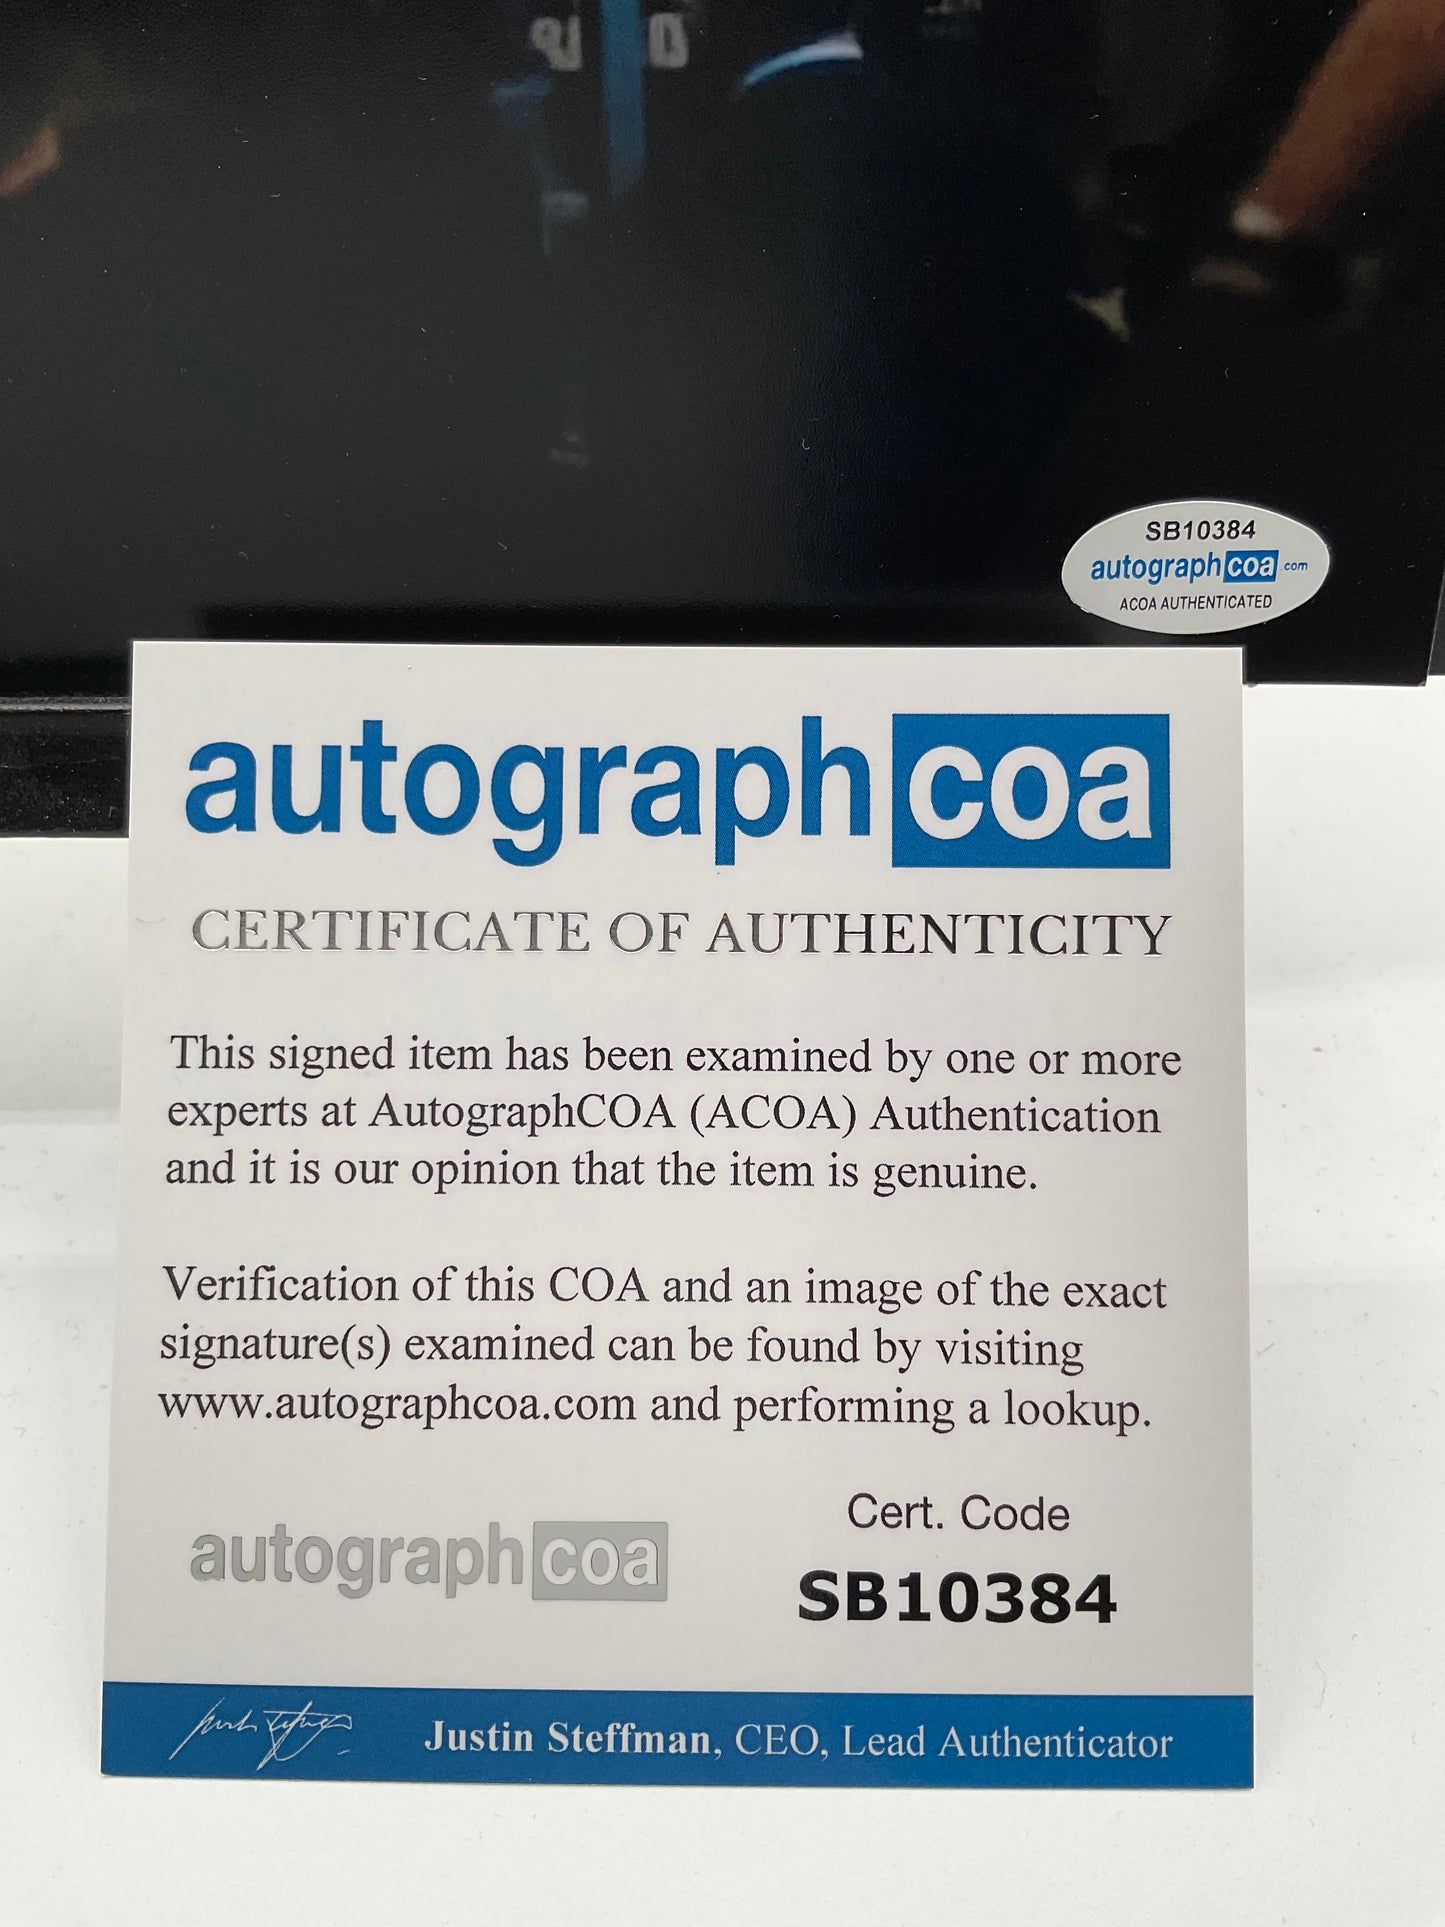 SB10384
autographcoa.com
ACOA AUTHENTICATED
autographcoa
CERTIFICATE OF AUTHENTICITY
This signed item has been examined by one or more
experts at AutographCOA (ACOA) Authentication
and it is our opinion that the item is genuine.
Verification of this COA and an image of the exact
signature(s) examined can be found by visiting
www.autographcoa.com and performing a lookup.
Cert. Code
autographcoa
SB10384
Justin Steffman, CEO, Lead Authenticator